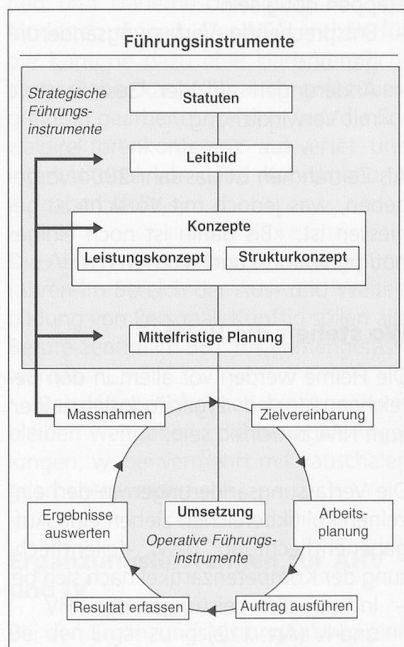 Führungsinstrumente
Strategische
Führungs-
instrumente
Statuten
Leitbild
Konzepte
Leistungskonzept
Strukturkonzept
Mittelfristige Planung
Massnahmen
Zielvereinbarung
Ergebnisse
auswerten
Umsetzung
Operative Führungs-
instrumente
Arbeits-
planung
Resultat erfassen
Auftrag ausführen